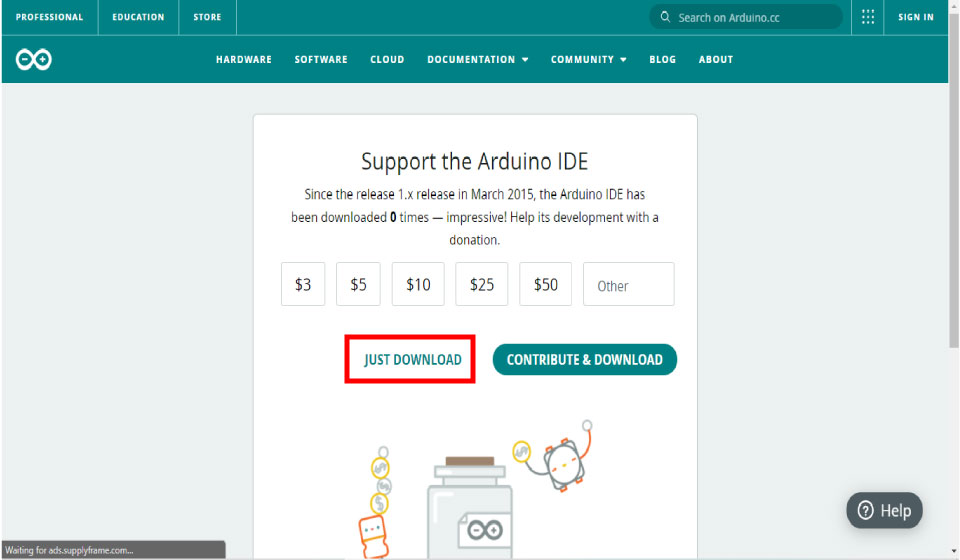 PROFESSIONAL EDUCATION STORE Search on Arduino.cc SIGN IN
HARDWARE SOFTWARE CLOUD DOCUMENTATION COMMUNITY BLOG ABOUT
Support the Arduino IDE
Since the release 1.x release in March 2015, the Arduino IDE has
been downloaded 0 times — impressive! Help its development with a
donation.
$3 $5 $10 $25 $50 Other
JUST DOWNLOAD CONTRIBUTE & DOWNLOAD
Help
Waiting for ads.supplyframe.com...